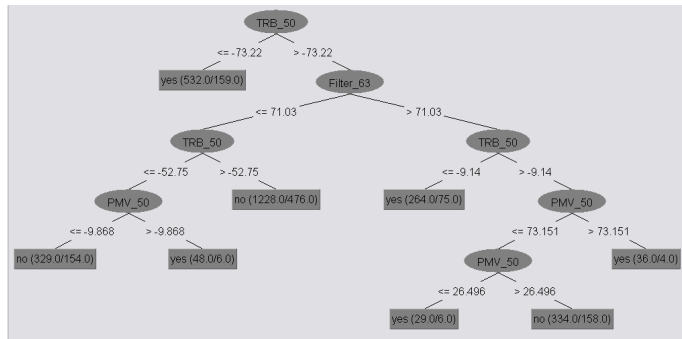 TRB_50
<= -73.22 > -73.22
yes (532.0/159.0)
Filter_63
<= 71.03 > 71.03
TRB_50 TRB_50
<= -52.75 > -52.75 <= -9.14 > -9.14
PMV_50 no (1228.0/476.0) yes (264.0/75.0) PMV_50
<= -9.868 > -9.868 <= 73.151 > 73.151
no (329.0/154.0) yes (48.0/6.0) PMV_50 yes (36.0/4.0)
<= 26.496 > 26.496
yes (29.0/6.0) no (334.0/158.0)